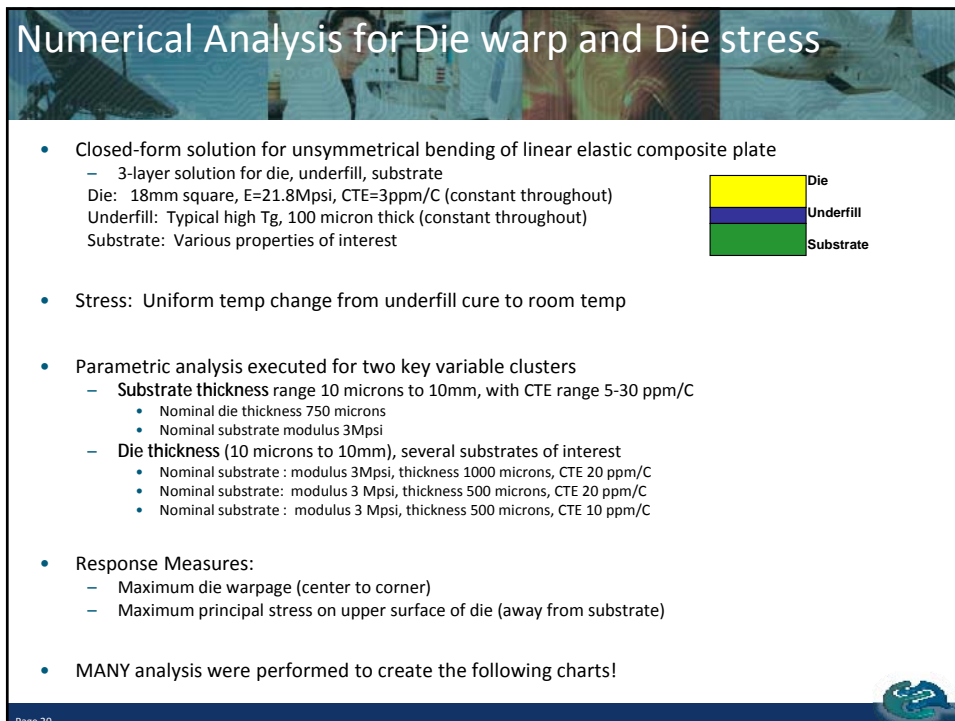 Numerical Analysis for Die warp and Die stress
• Closed-form solution for unsymmetrical bending of linear elastic composite plate
– 3-layer solution for die, underfill, substrate
Die: 18mm square, E=21.8Mpsi, CTE=3ppm/C (constant throughout)
Underfill: Typical high Tg, 100 micron thick (constant throughout)
Substrate: Various properties of interest
Die
Underfill
Substrate
• Stress: Uniform temp change from underfill cure to room temp
• Parametric analysis executed for two key variable clusters
– Substrate thickness range 10 microns to 10mm, with CTE range 5-30 ppm/C
• Nominal die thickness 750 microns
• Nominal substrate modulus 3Mpsi
– Die thickness (10 microns to 10mm), several substrates of interest
• Nominal substrate : modulus 3Mpsi, thickness 1000 microns, CTE 20 ppm/C
• Nominal substrate: modulus 3 Mpsi, thickness 500 microns, CTE 20 ppm/C
• Nominal substrate : modulus 3 Mpsi, thickness 500 microns, CTE 10 ppm/C
• Response Measures:
– Maximum die warpage (center to corner)
– Maximum principal stress on upper surface of die (away from substrate)
• MANY analysis were performed to create the following charts!